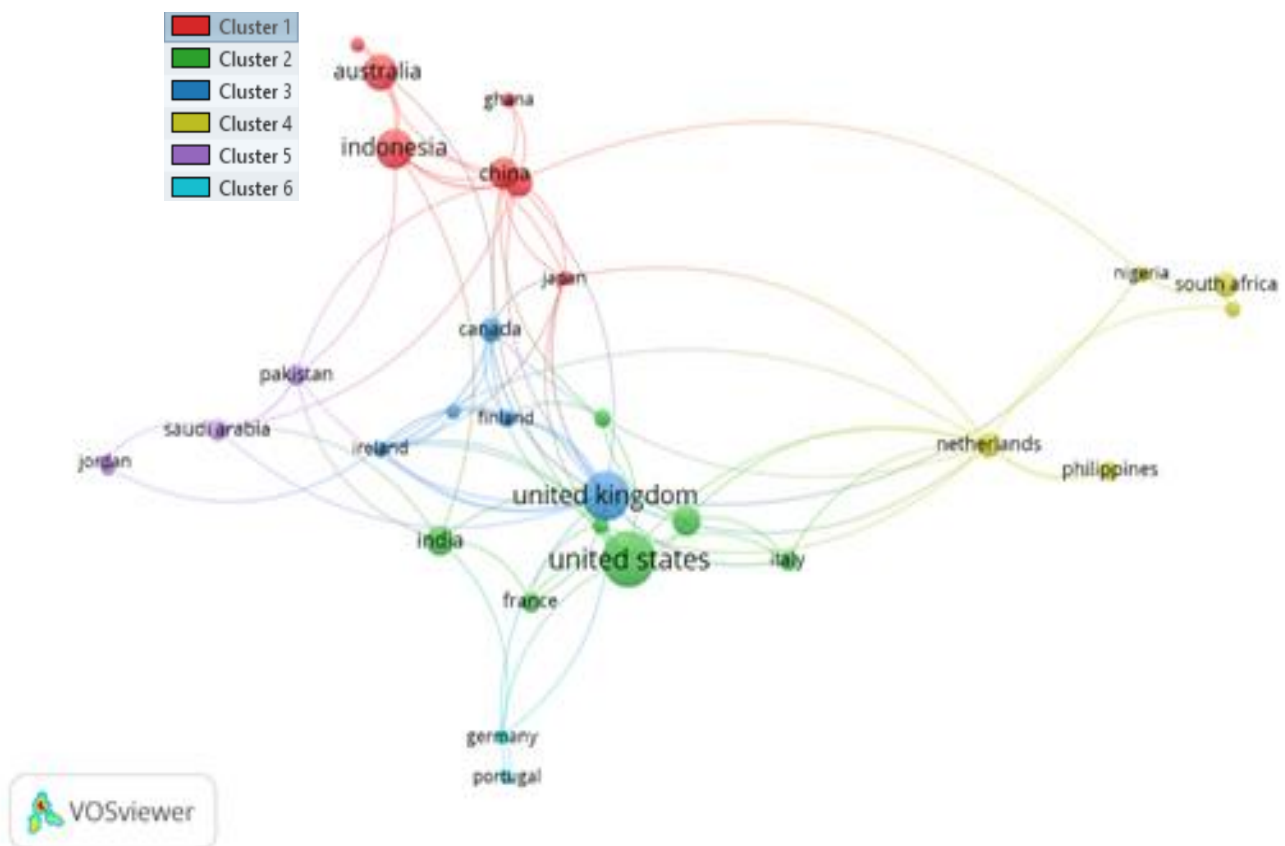 Cluster 1
Cluster 2
Cluster 3
Cluster 4
Cluster 5
Cluster 6
australia
ghana
indonesia
china
japan
nigeria
south africa
canada
pakistan
finland
saudi arabia
ireland
netherlands
jordan
philippines
united kingdom
india
united states
italy
france
germany
portugal
VOSviewer